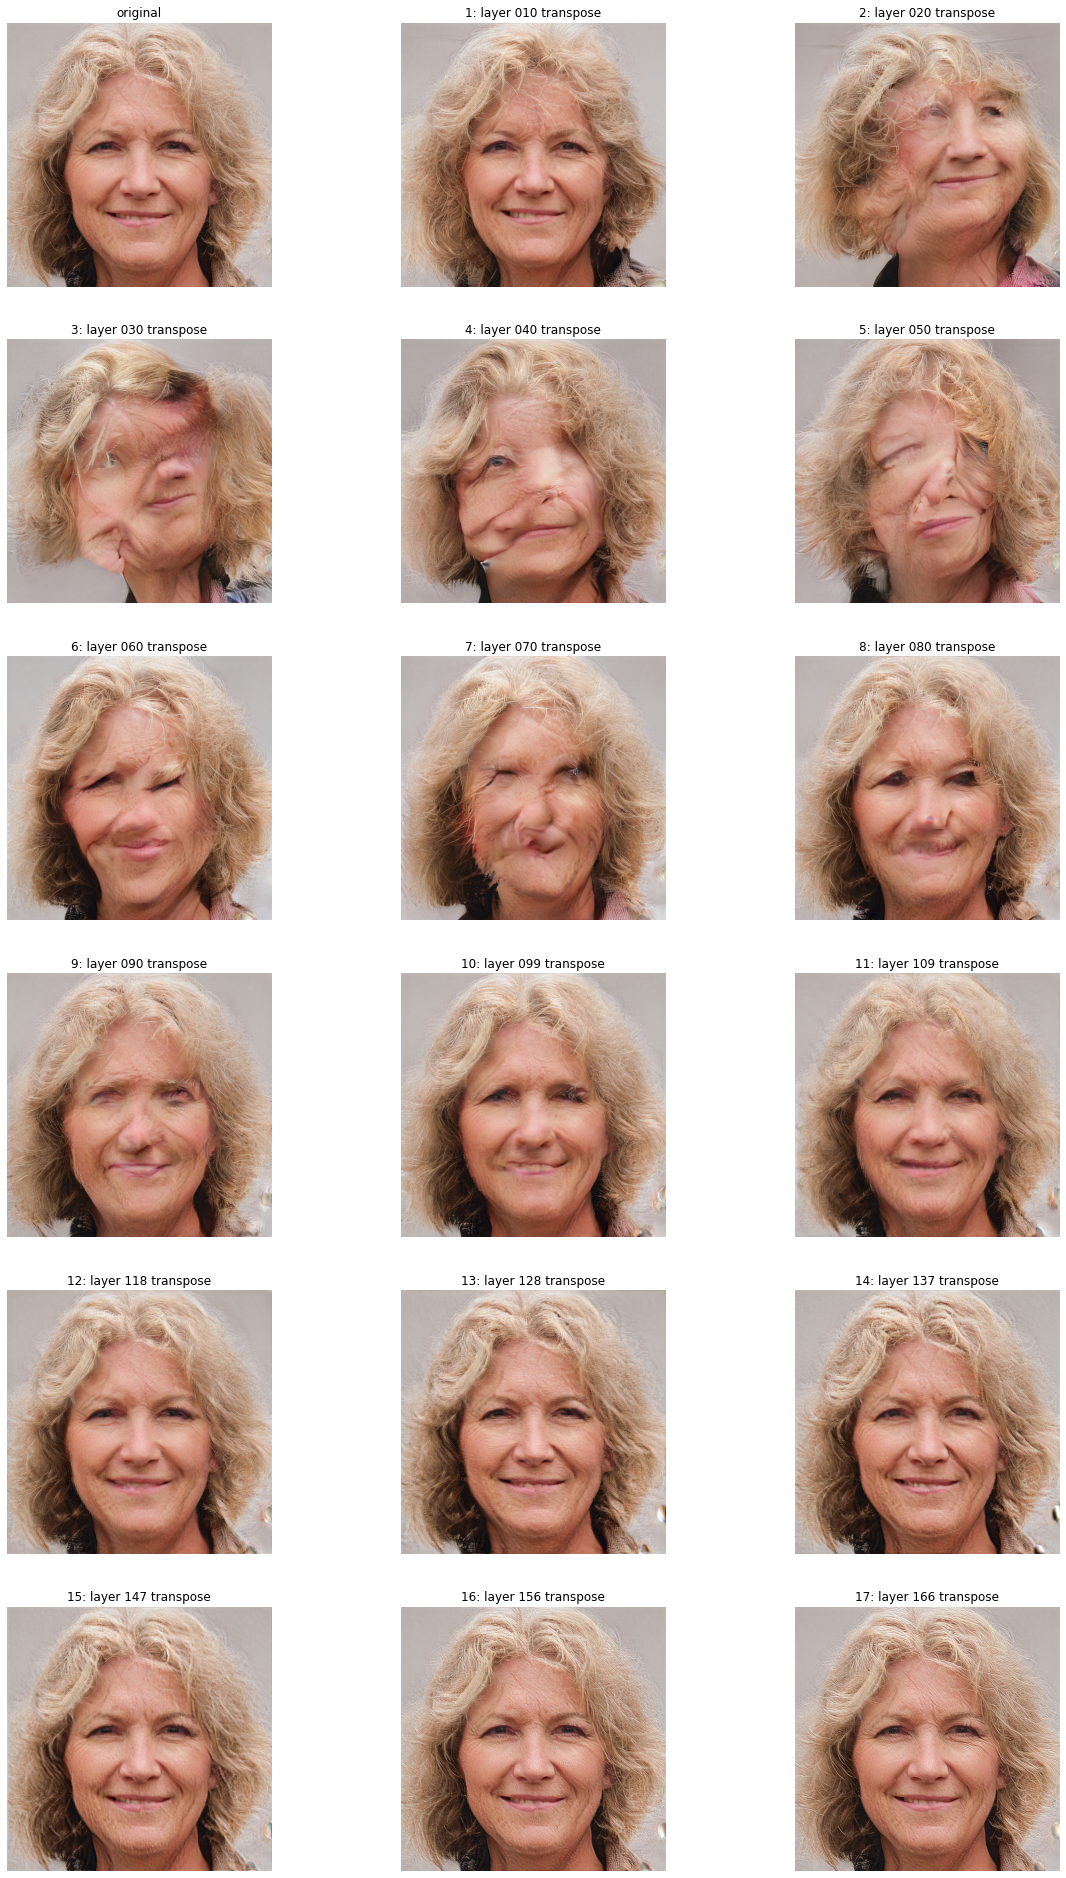 original
1: layer 010 transpose
2: layer 020 transpose
3: layer 030 transpose
4: layer 040 transpose
5: layer 050 transpose
6: layer 060 transpose
7: layer 070 transpose
8: layer 080 transpose
9: layer 090 transpose
10: layer 099 transpose
11: layer 109 transpose
12: layer 118 transpose
13: layer 128 transpose
14: layer 137 transpose
15: layer 147 transpose
16: layer 156 transpose
17: layer 166 transpose